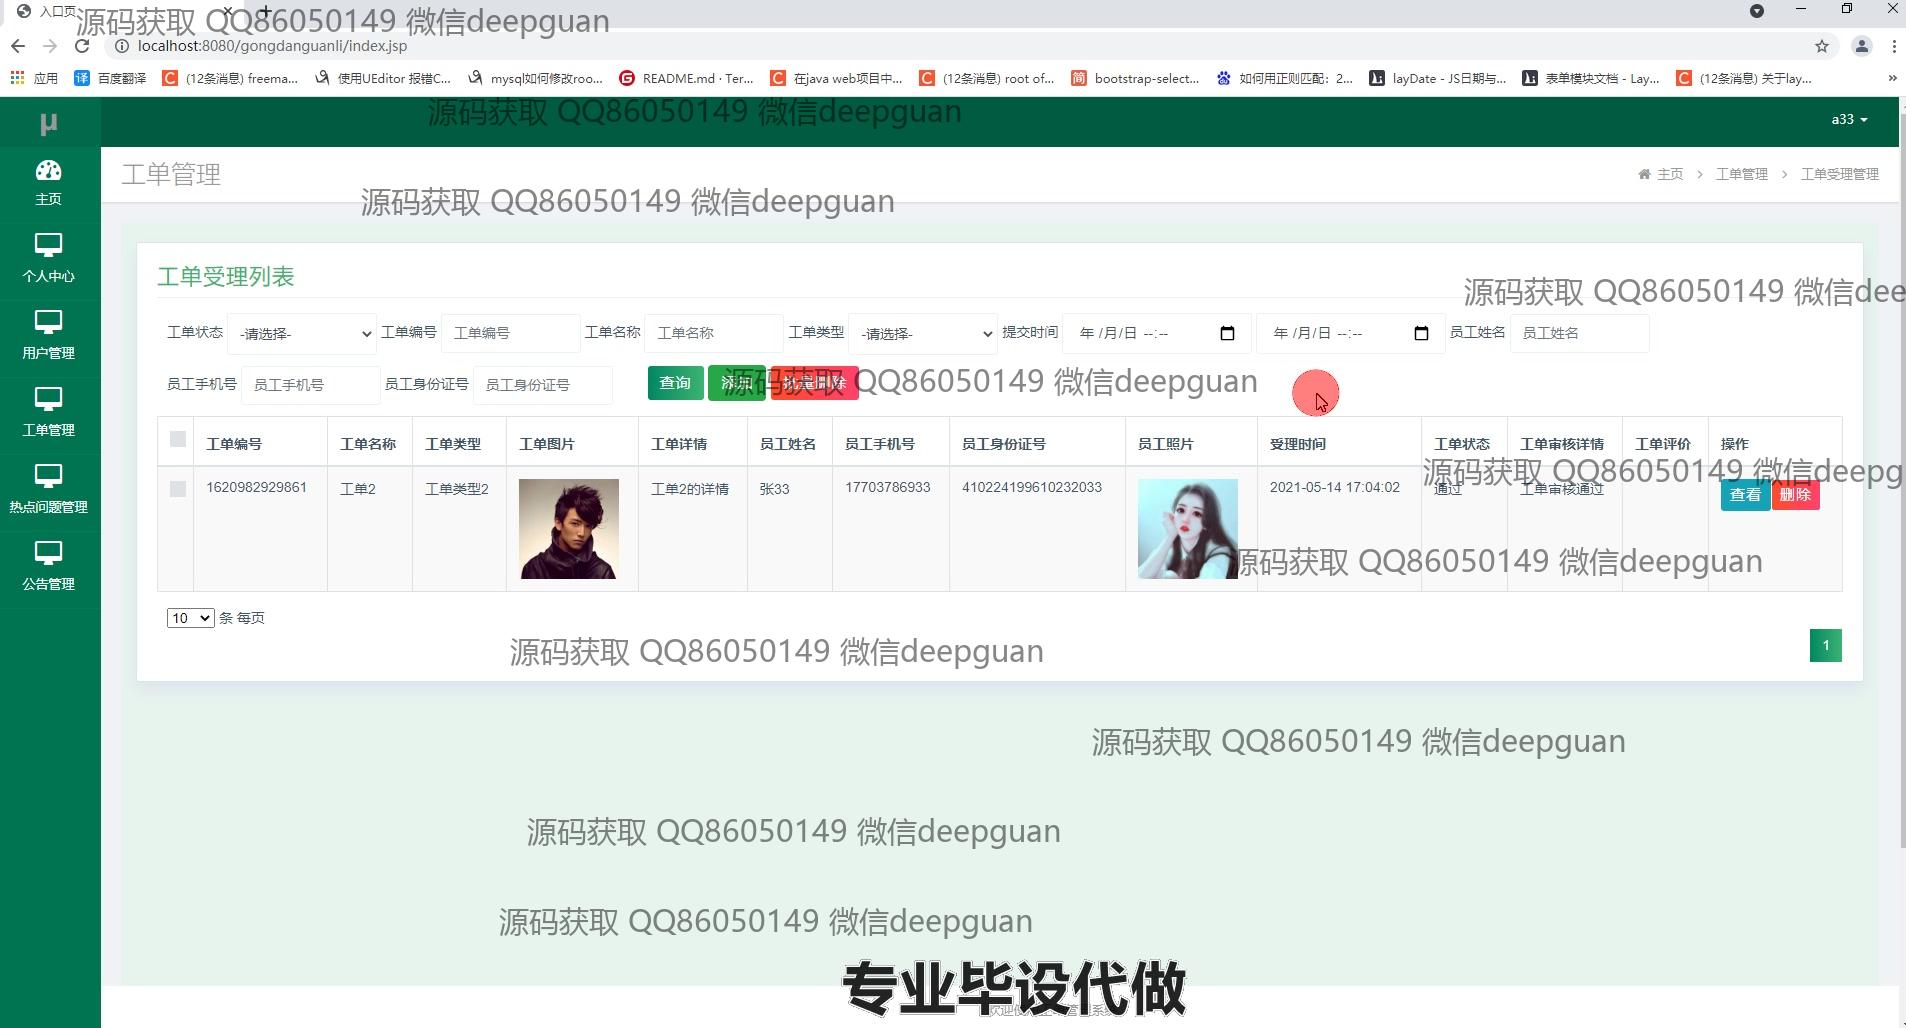 入口页
源码获取 QQ86050149 微信deepguan
localhost:8080/gongdanguanli/index.jsp
应用 百度翻译 (12条消息) freema... 使用UEditor 报错C... mysql如何修改roo... README.md · Ter... 在java web项目中... (12条消息) root of... bootstrap-select... 如何用正则匹配：2... layDate - JS日期与... 表单模块文档 - Lay... (12条消息) 关于lay... »
源码获取 QQ86050149 微信deepguan
μ
a33
主页
工单管理
主页 > 工单管理 > 工单受理管理
源码获取 QQ86050149 微信deepguan
个人中心
用户管理
工单管理
热点问题管理
公告管理
工单受理列表
源码获取 QQ86050149 微信dee
工单状态 -请选择- 工单编号 工单编号 工单名称 工单名称 工单类型 -请选择- 提交时间 年 /月/日 --:-- 年 /月/日 --:-- 员工姓名 员工姓名
员工手机号 员工手机号 员工身份证号 员工身份证号 查询 添加 批量删除
源码获取 QQ86050149 微信deepguan
工单编号 工单名称 工单类型 工单图片 工单详情 员工姓名 员工手机号 员工身份证号 员工照片 受理时间 工单状态 工单审核详情 工单评价 操作
源码获取 QQ86050149 微信deepg
1620982929861 工单2 工单类型2 工单2的详情 张33 17703786933 410224199610232033 2021-05-14 17:04:02 通过 工单审核通过 查看 删除
源码获取 QQ86050149 微信deepguan
10 条 每页
1
源码获取 QQ86050149 微信deepguan
源码获取 QQ86050149 微信deepguan
源码获取 QQ86050149 微信deepguan
源码获取 QQ86050149 微信deepguan
专业毕设代做